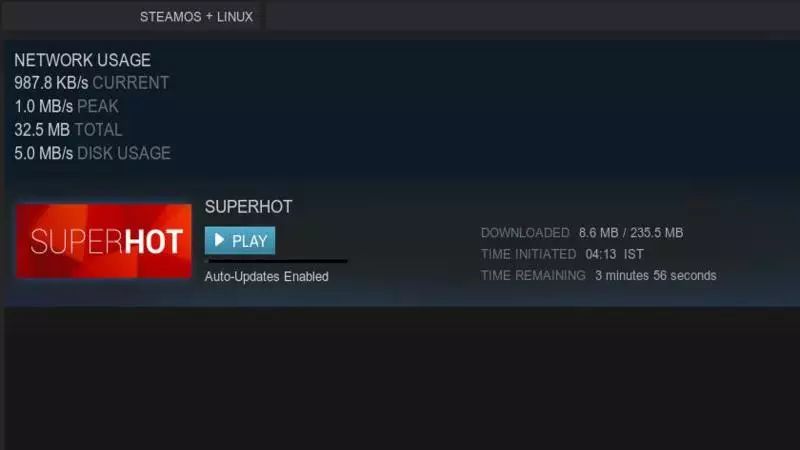 STEAMOS + LINUX
NETWORK USAGE
987.8 KB/s CURRENT
1.0 MB/s PEAK
32.5 MB TOTAL
5.0 MB/s DISK USAGE
SUPERHOT
SUPERHOT
PLAY
Auto-Updates Enabled
DOWNLOADED 8.6 MB / 235.5 MB
TIME INITIATED 04:13 IST
TIME REMAINING 3 minutes 56 seconds